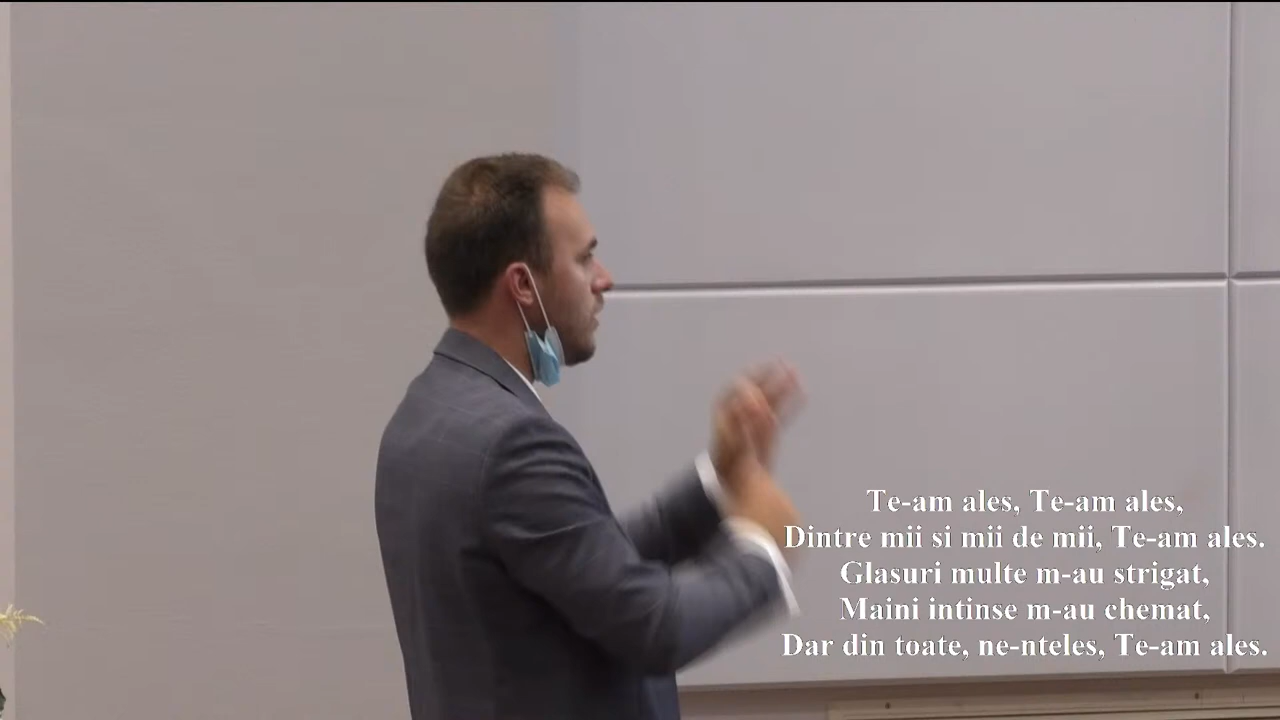 Te-am ales, Te-am ales,
Dintre mii si mii de mii, Te-am ales.
Glasuri multe m-au strigat,
Maini intinse m-au chemat,
Dar din toate, ne-nteles, Te-am ales.